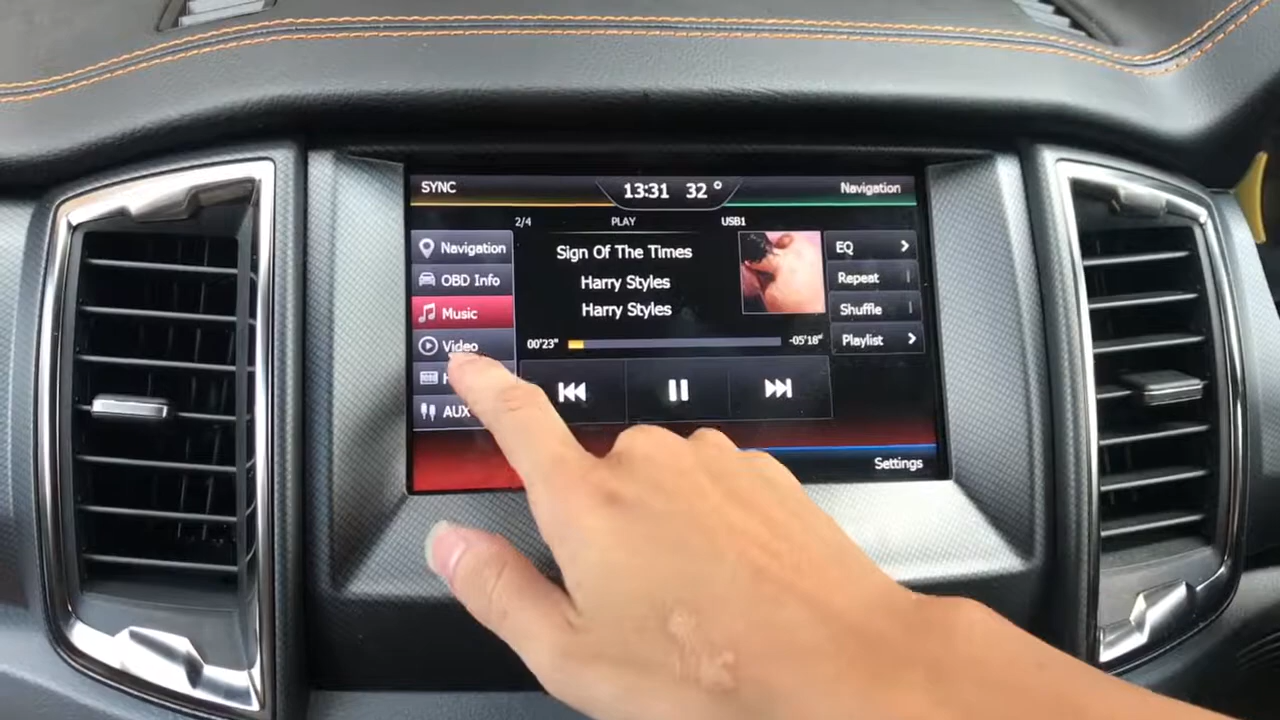 SYNC
13:31 32°
Navigation
2/4
PLAY
USB1
Navigation
OBD Info
Music
Video
AUX
Sign Of The Times
Harry Styles
Harry Styles
00'23"
-05'18"
EQ
Repeat
Shuffle
Playlist
Settings